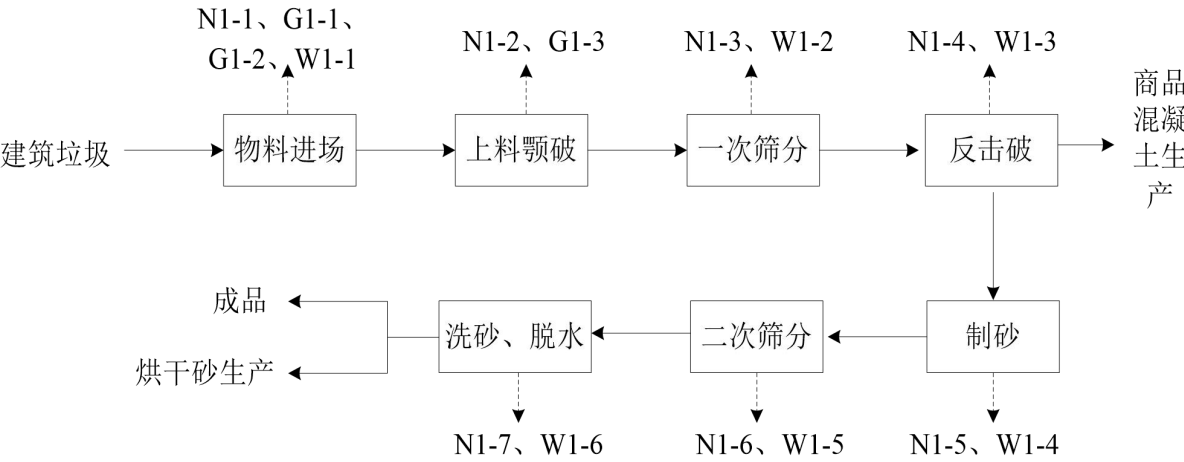 N1-1、G1-1、
G1-2、W1-1
N1-2、G1-3
N1-3、W1-2
N1-4、W1-3
建筑垃圾
物料进场
上料颚破
一次筛分
反击破
商品
混凝
土生
产
成品
烘干砂生产
洗砂、脱水
二次筛分
制砂
N1-7、W1-6
N1-6、W1-5
N1-5、W1-4